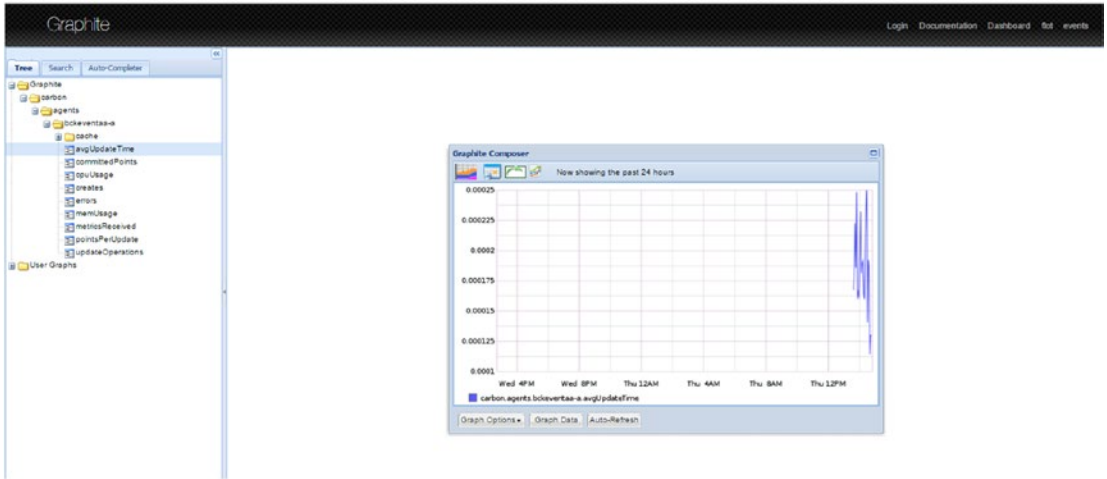 Graphite
Login Documentation Dashboard flot events
Tree Search Auto-Completer
Graphite
carbon
agents
bckeventaa-a
cache
avgUpdateTime
committedPoints
cpuUsage
creates
errors
memUsage
metricsReceived
pointsPerUpdate
updateOperations
User Graphs
Graphite Composer
Now showing the past 24 hours
0.00025
0.000225
0.0002
0.000175
0.00015
0.000125
0.0001
Wed 4PM Wed 8PM Thu 12AM Thu 4AM Thu 8AM Thu 12PM
carbon.agents.bckeventaa-a.avgUpdateTime
Graph Options Graph Data Auto-Refresh